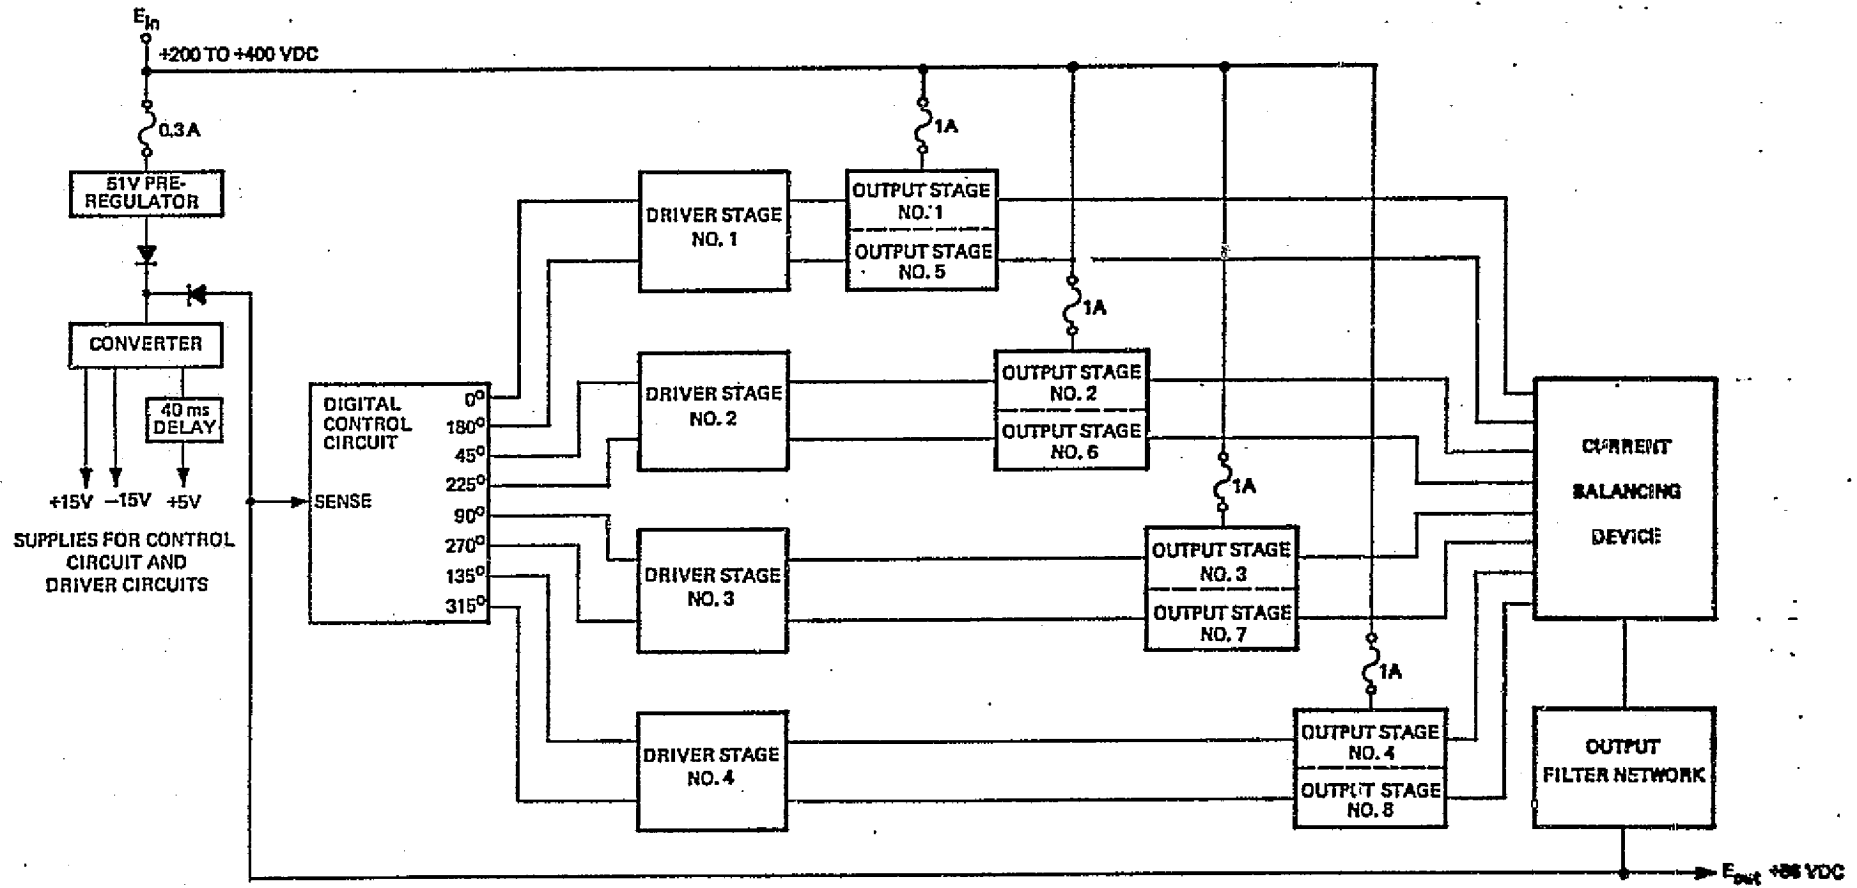 Ein
+200 TO +400 VDC
0.3A
1A
51V PRE-
REGULATOR
CONVERTER
40 ms
DELAY
+15V
–15V
+5V
SUPPLIES FOR CONTROL
CIRCUIT AND
DRIVER CIRCUITS
DIGITAL
CONTROL
CIRCUIT
SENSE
0°
180°
45°
225°
90°
270°
135°
315°
DRIVER STAGE
NO. 1
OUTPUT STAGE
NO. 1
OUTPUT STAGE
NO. 5
1A
DRIVER STAGE
NO. 2
OUTPUT STAGE
NO. 2
OUTPUT STAGE
NO. 6
1A
DRIVER STAGE
NO. 3
OUTPUT STAGE
NO. 3
OUTPUT STAGE
NO. 7
1A
DRIVER STAGE
NO. 4
OUTPUT STAGE
NO. 4
OUTPUT STAGE
NO. 8
CURRENT
BALANCING
DEVICE
OUTPUT
FILTER NETWORK
Eout
VDC